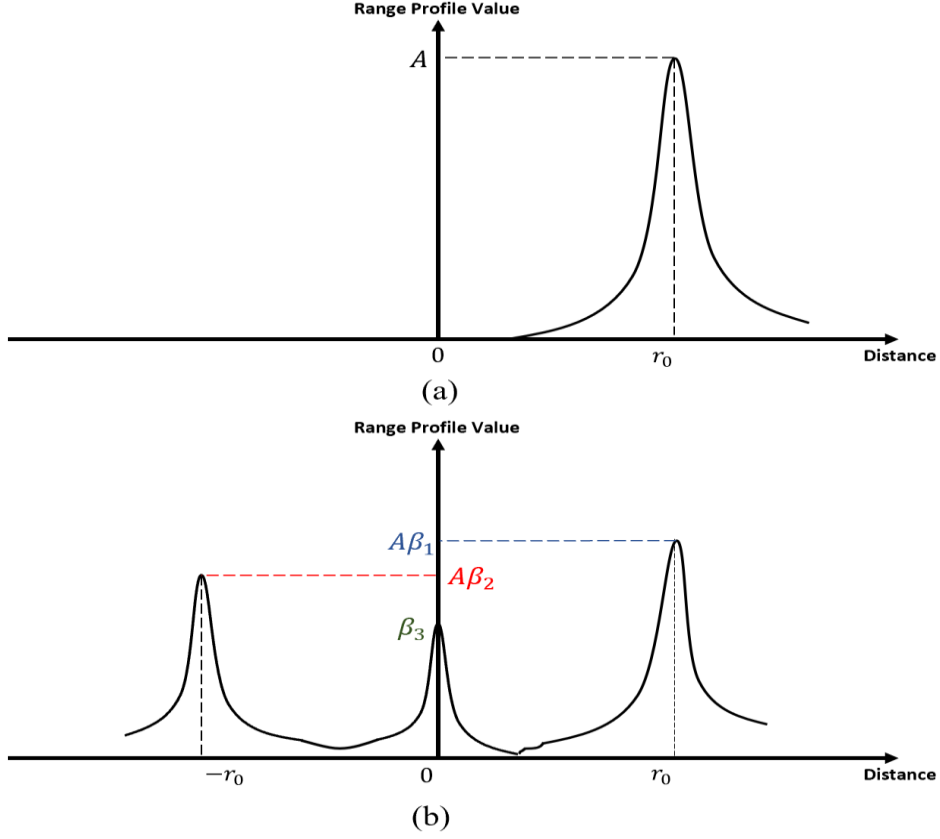 Range Profile Value
A
0
r₀
Distance
(a)
Range Profile Value
Aβ₁
Aβ₂
β₃
−r₀
0
r₀
Distance
(b)